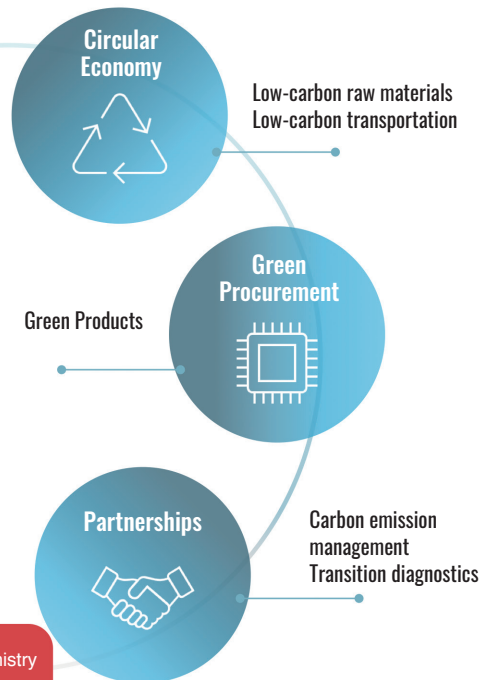 Circular
Economy
Low-carbon raw materials
Low-carbon transportation
Green
Procurement
Green Products
Partnerships
Carbon emission
management
Transition diagnostics